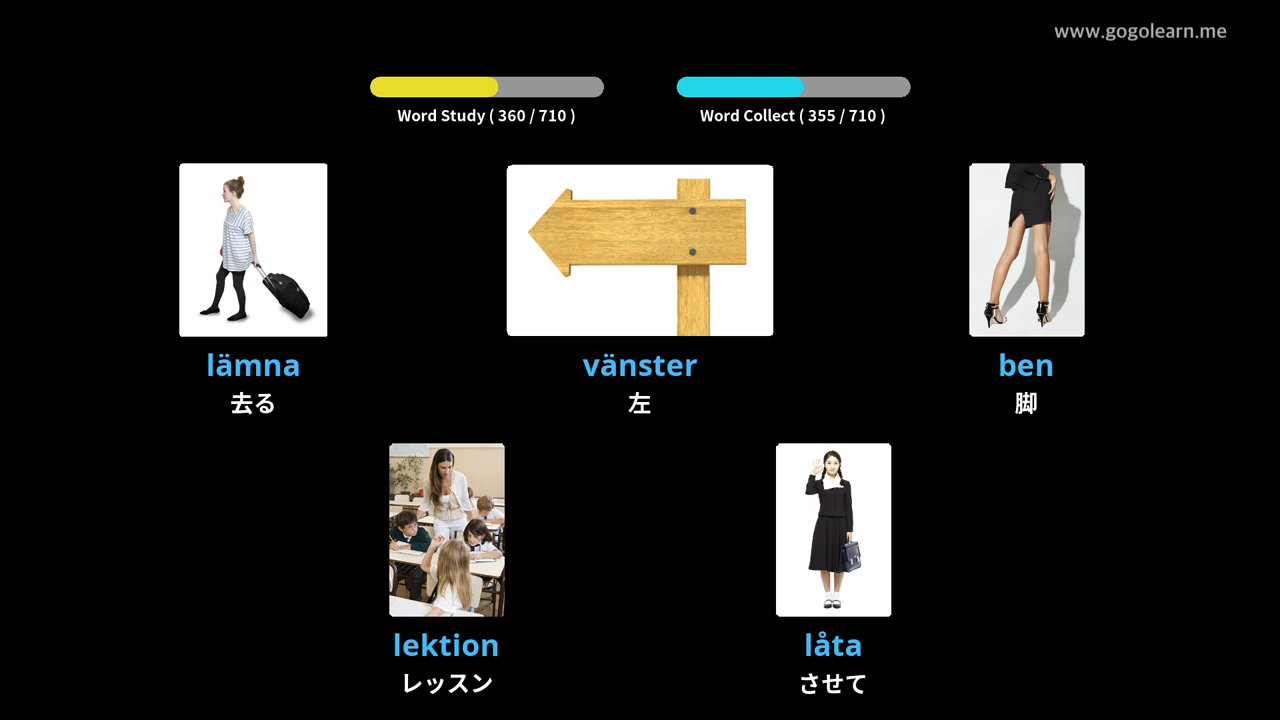 www.gogolearn.me
Word Study ( 360 / 710 )
Word Collect ( 355 / 710 )
lämna
去る
vänster
左
ben
脚
lektion
レッスン
låta
させて